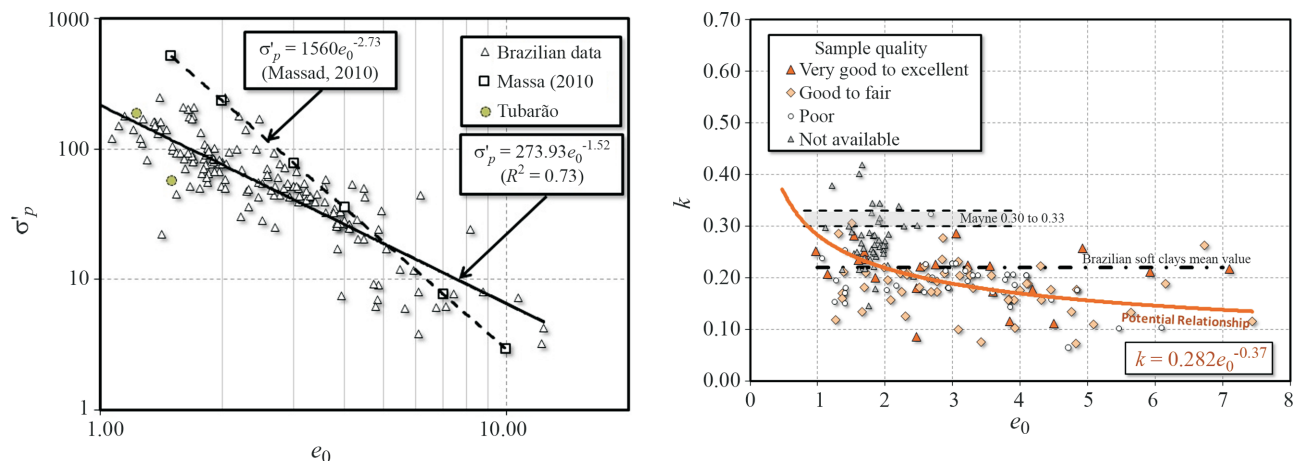 1000
100
10
1
1.00
10.00
σ'p
e₀
σ'p = 1560e₀^-2.73
(Massad, 2010)
Brazilian data
Massa (2010
Tubarão
σ'p = 273.93e₀^-1.52
(R² = 0.73)
0.70
0.60
0.50
0.40
0.30
0.20
0.10
0.00
0
1
2
3
4
5
6
7
8
k
e₀
Sample quality
Very good to excellent
Good to fair
Poor
Not available
Mayne 0.30 to 0.33
Brazilian soft clays mean value
Potential Relationship
k = 0.282e₀^-0.37